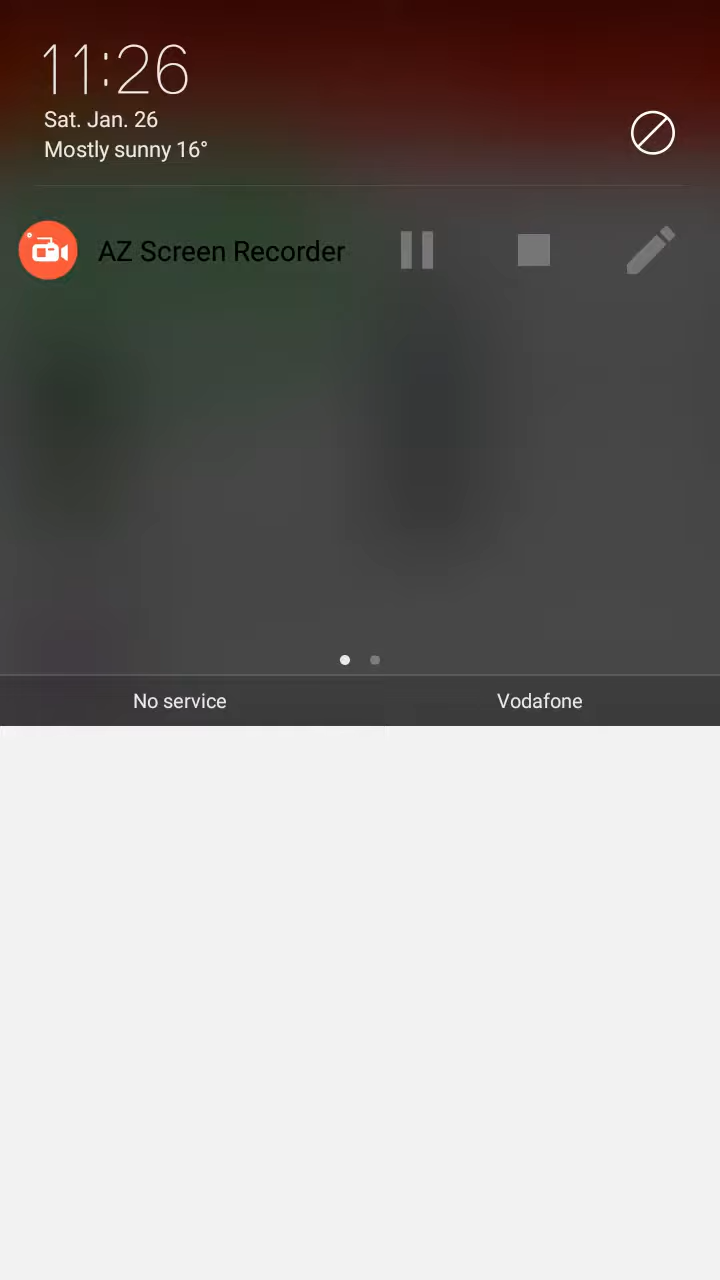 11:26
Sat. Jan. 26
Mostly sunny 16°
AZ Screen Recorder
No service
Vodafone